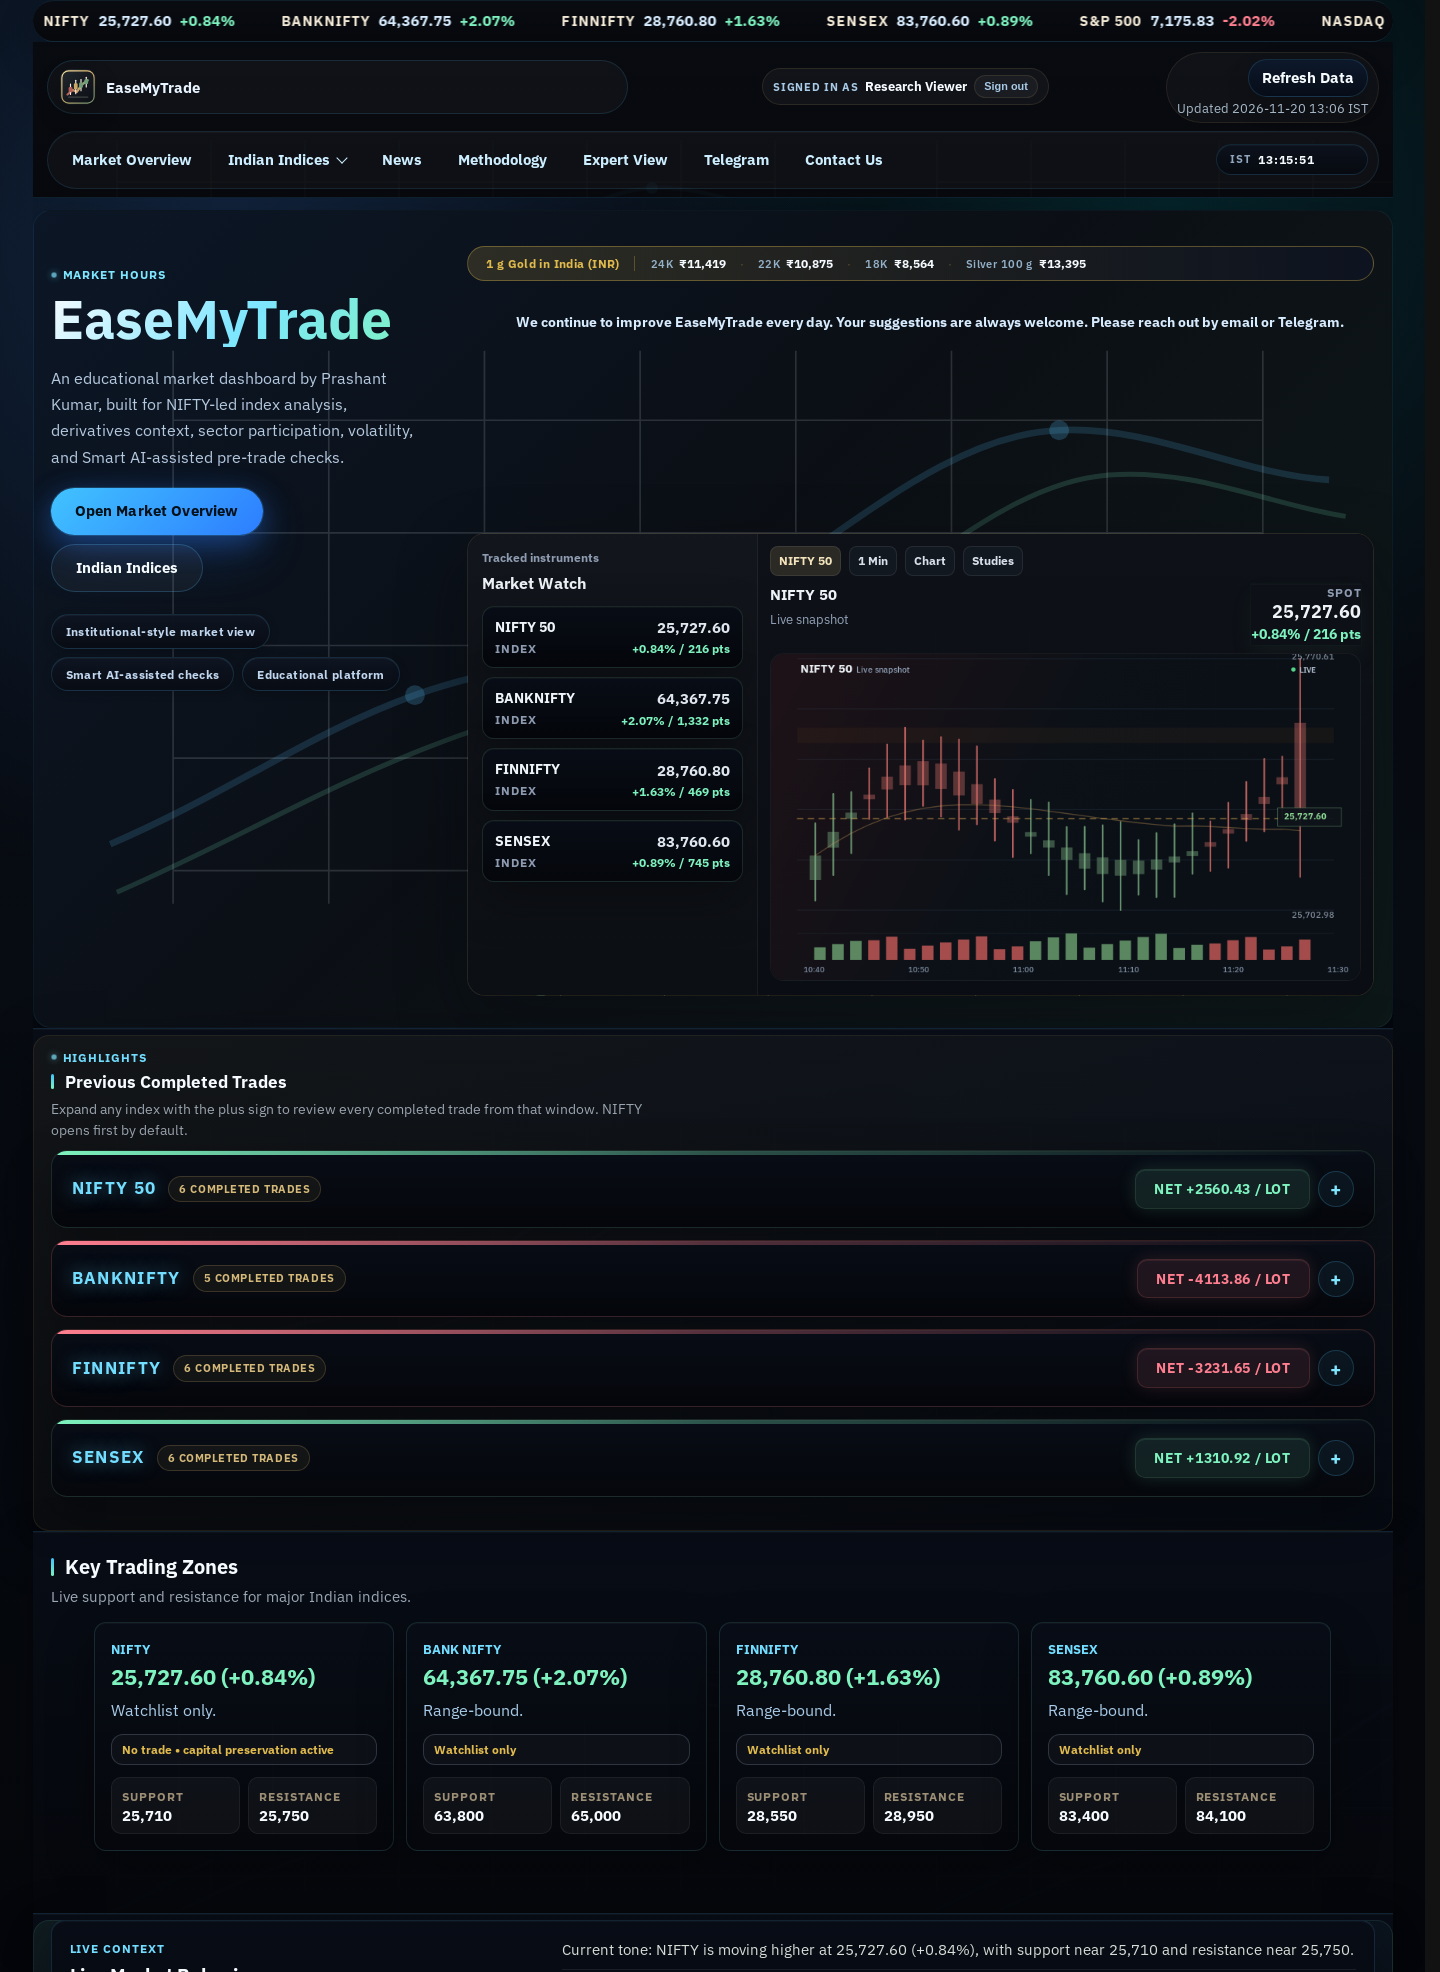 NIFTY 25,727.60 +0.84% BANKNIFTY 64,367.75 +2.07% FINNIFTY 28,760.80 +1.63% SENSEX 83,760.60 +0.89% S&P 500 7,175.83 -2.02% NASDAQ
EaseMyTrade
SIGNED IN AS Research Viewer Sign out
Refresh Data
Updated 2026-11-20 13:06 IST
Market Overview Indian Indices News Methodology Expert View Telegram Contact Us
IST 13:15:51
MARKET HOURS
EaseMyTrade
An educational market dashboard by Prashant
Kumar, built for NIFTY-led index analysis,
derivatives context, sector participation, volatility,
and Smart AI-assisted pre-trade checks.
Open Market Overview
Indian Indices
Institutional-style market view
Smart AI-assisted checks Educational platform
1 g Gold in India (INR) 24K ₹11,419 · 22K ₹10,875 · 18K ₹8,564 · Silver 100 g ₹13,395
We continue to improve EaseMyTrade every day. Your suggestions are always welcome. Please reach out by email or Telegram.
Tracked instruments
Market Watch
NIFTY 50 25,727.60
INDEX +0.84% / 216 pts
BANKNIFTY 64,367.75
INDEX +2.07% / 1,332 pts
FINNIFTY 28,760.80
INDEX +1.63% / 469 pts
SENSEX 83,760.60
INDEX +0.89% / 745 pts
NIFTY 50 1 Min Chart Studies
NIFTY 50
Live snapshot
SPOT
25,727.60
+0.84% / 216 pts
NIFTY 50 Live snapshot
25,770.61
LIVE
25,727.60
25,702.98
10:40 10:50 11:00 11:10 11:20 11:30
HIGHLIGHTS
Previous Completed Trades
Expand any index with the plus sign to review every completed trade from that window. NIFTY
opens first by default.
NIFTY 50 6 COMPLETED TRADES NET +2560.43 / LOT +
BANKNIFTY 5 COMPLETED TRADES NET -4113.86 / LOT +
FINNIFTY 6 COMPLETED TRADES NET -3231.65 / LOT +
SENSEX 6 COMPLETED TRADES NET +1310.92 / LOT +
Key Trading Zones
Live support and resistance for major Indian indices.
NIFTY
25,727.60 (+0.84%)
Watchlist only.
No trade • capital preservation active
SUPPORT RESISTANCE
25,710 25,750
BANK NIFTY
64,367.75 (+2.07%)
Range-bound.
Watchlist only
SUPPORT RESISTANCE
63,800 65,000
FINNIFTY
28,760.80 (+1.63%)
Range-bound.
Watchlist only
SUPPORT RESISTANCE
28,550 28,950
SENSEX
83,760.60 (+0.89%)
Range-bound.
Watchlist only
SUPPORT RESISTANCE
83,400 84,100
LIVE CONTEXT
Current tone: NIFTY is moving higher at 25,727.60 (+0.84%), with support near 25,710 and resistance near 25,750.